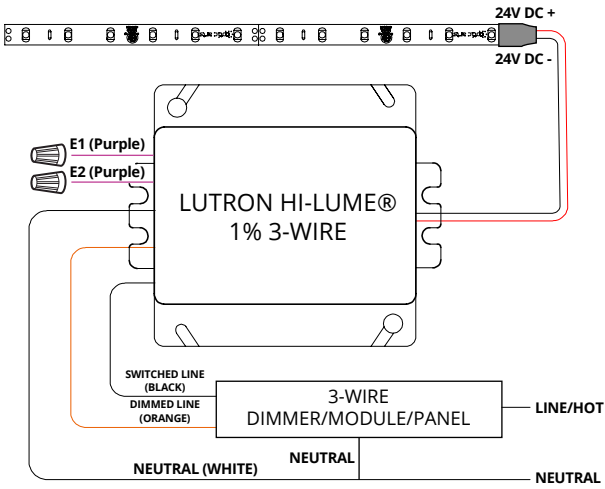 24V DC +
24V DC -
E1 (Purple)
E2 (Purple)
LUTRON HI-LUME®
1% 3-WIRE
SWITCHED LINE
(BLACK)
DIMMED LINE
(ORANGE)
3-WIRE
DIMMER/MODULE/PANEL
LINE/HOT
NEUTRAL
NEUTRAL (WHITE)
NEUTRAL